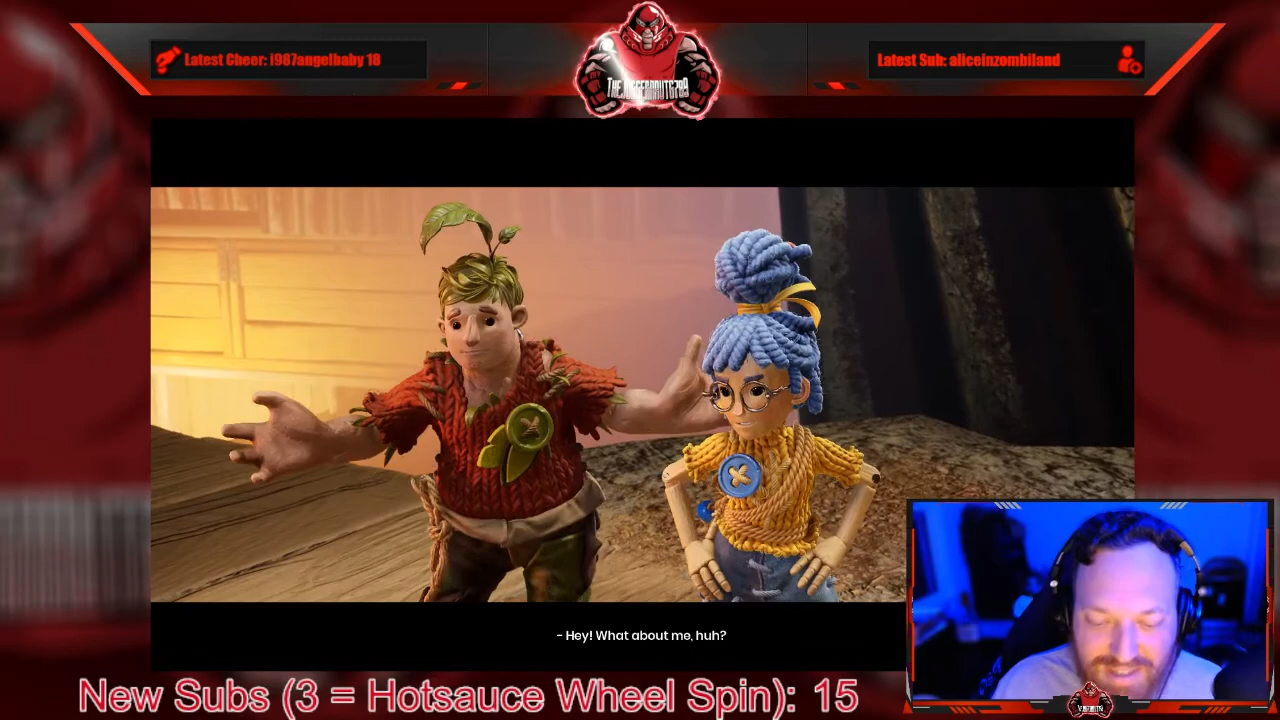 Latest Cheer: i987angelbaby 18
THEJUGGERNAUT6789
Latest Sub: aliceinzombiland
- Hey! What about me, huh?
New Subs (3 = Hotsauce Wheel Spin): 15